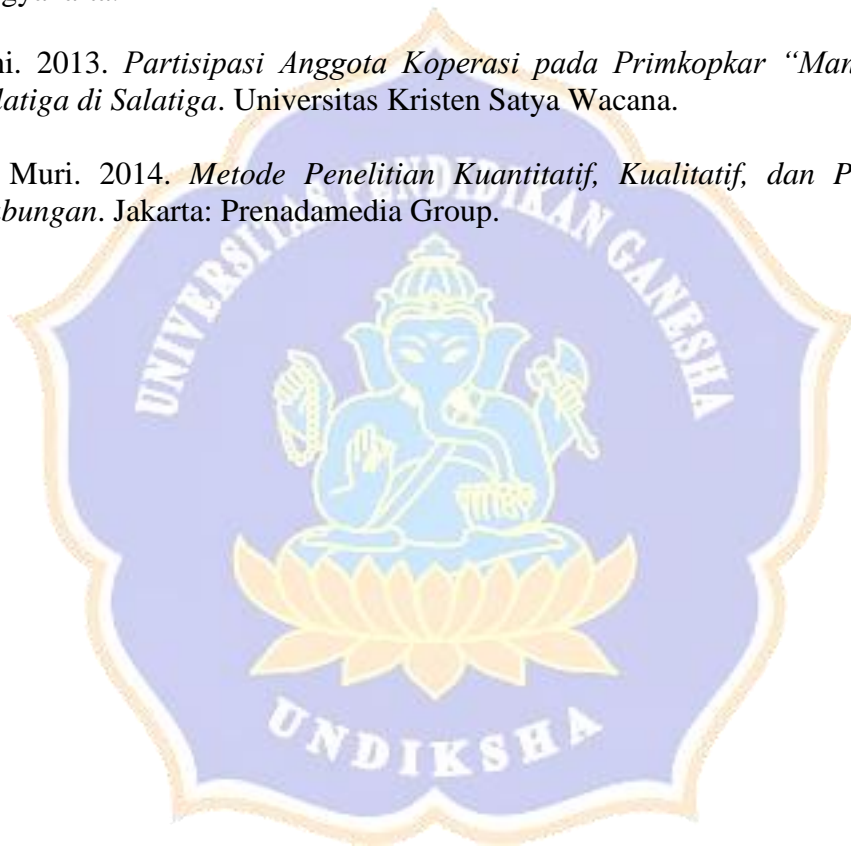 ni. 2013. Partisipasi Anggota Koperasi pada Primkopkar “Man
latiga di Salatiga. Universitas Kristen Satya Wacana.
Muri. 2014. Metode Penelitian Kuantitatif, Kualitatif, dan P
bungan. Jakarta: Prenadamedia Group.
UNIVERSITAS PENDIDIKAN GANESHA
UNDIKSHA